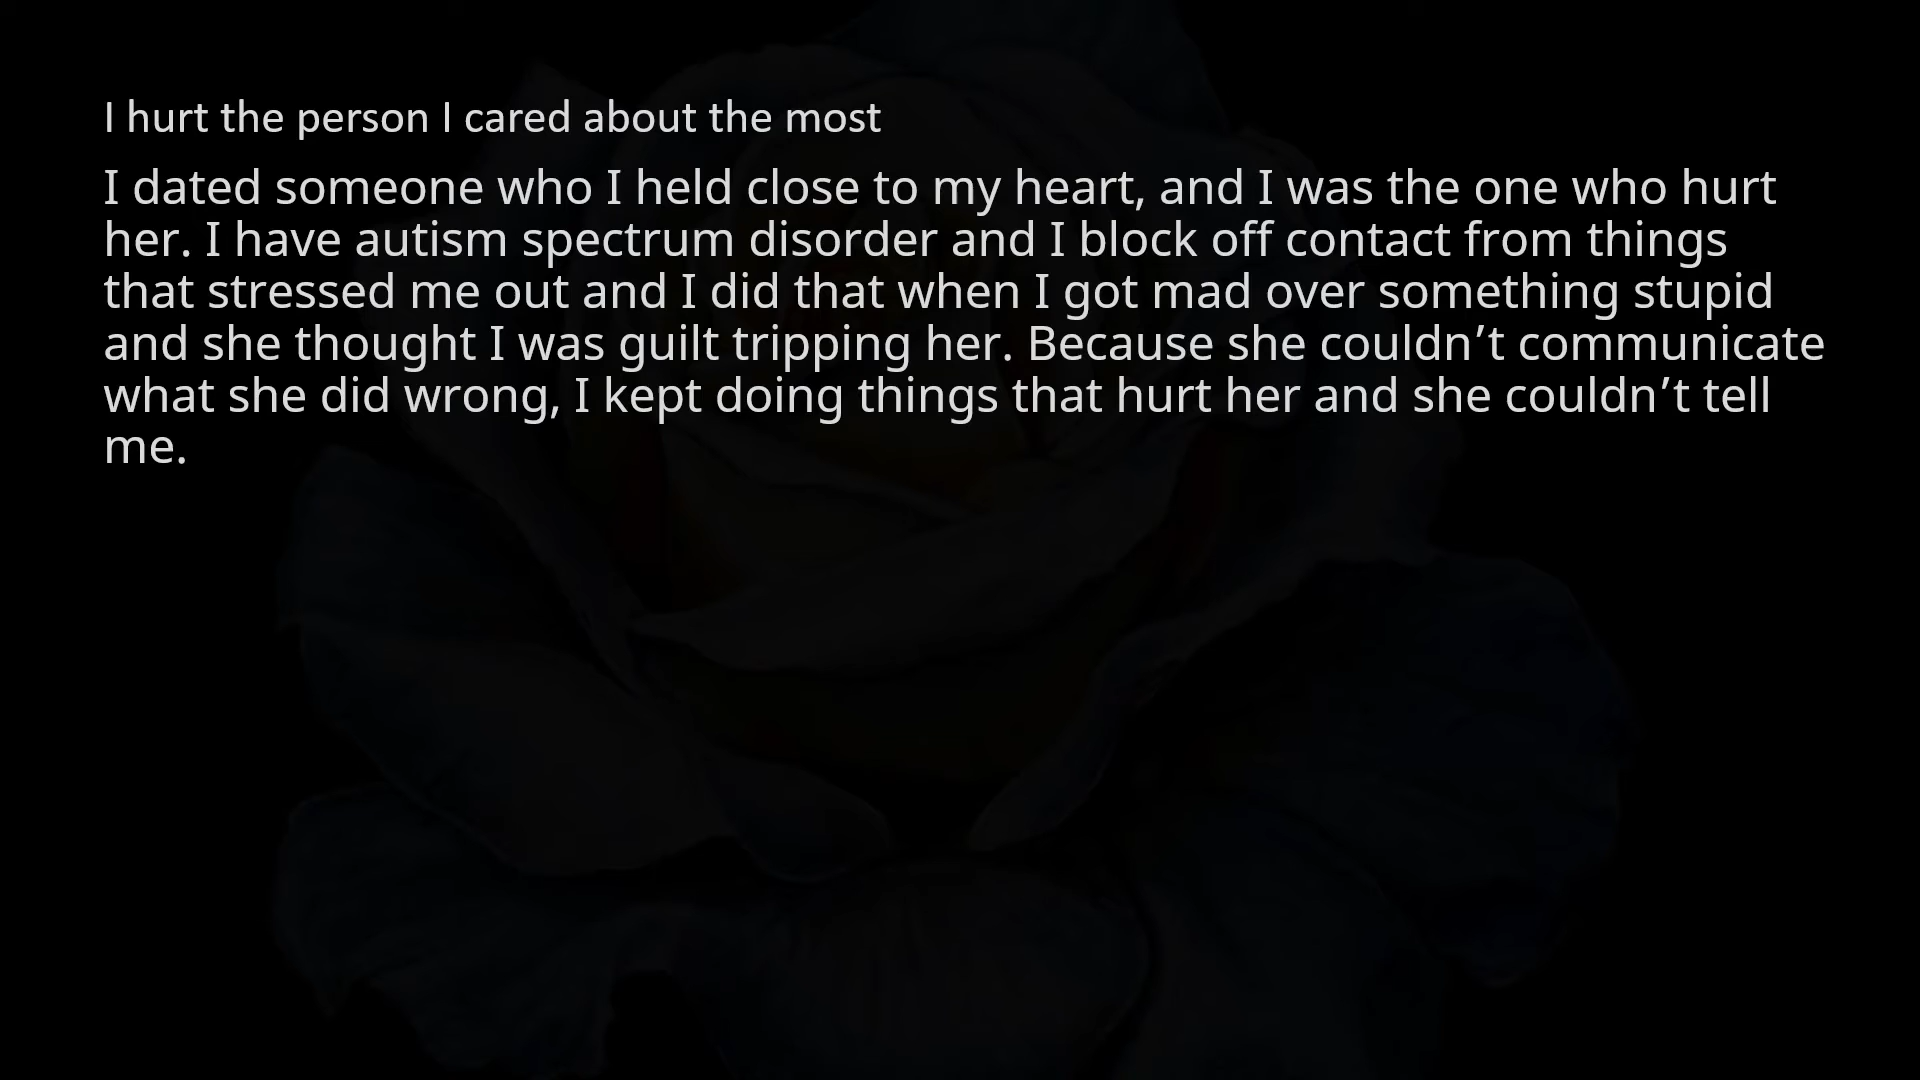 I hurt the person I cared about the most
I dated someone who I held close to my heart, and I was the one who hurt
her. I have autism spectrum disorder and I block off contact from things
that stressed me out and I did that when I got mad over something stupid
and she thought I was guilt tripping her. Because she couldn’t communicate
what she did wrong, I kept doing things that hurt her and she couldn’t tell
me.